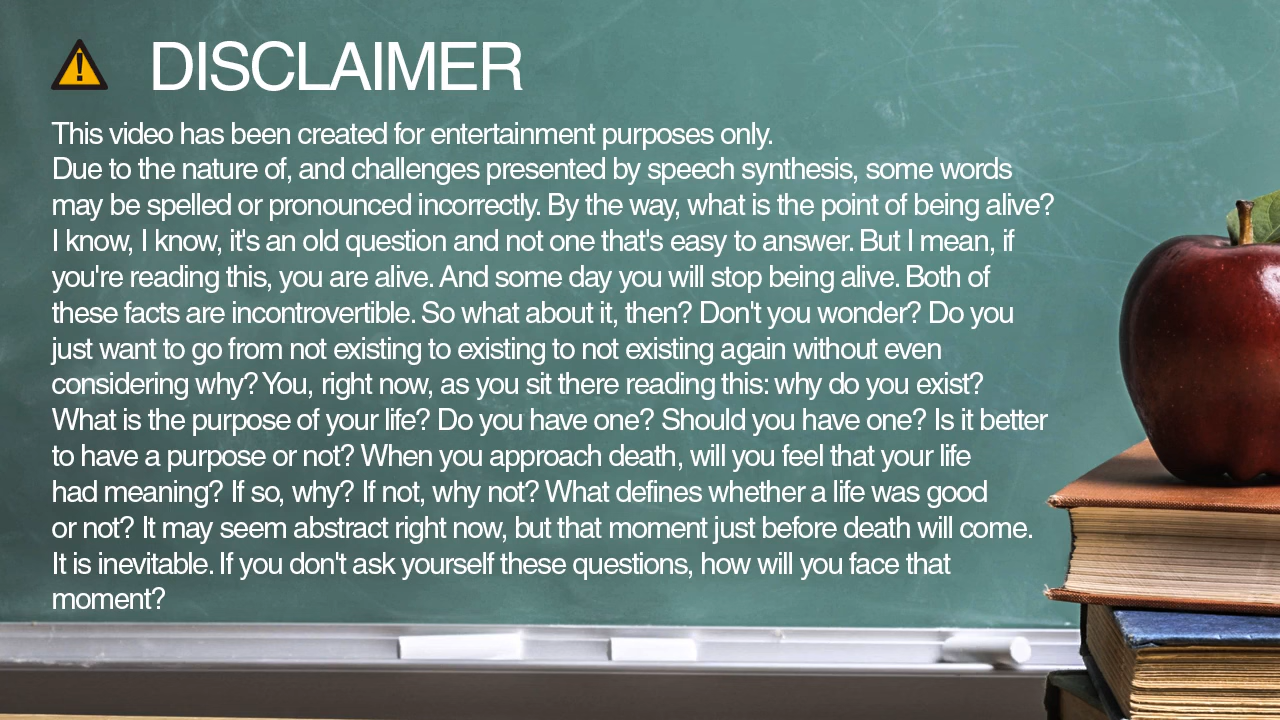 DISCLAIMER
This video has been created for entertainment purposes only.
Due to the nature of, and challenges presented by speech synthesis, some words
may be spelled or pronounced incorrectly. By the way, what is the point of being alive?
I know, I know, it's an old question and not one that's easy to answer. But I mean, if
you're reading this, you are alive. And some day you will stop being alive. Both of
these facts are incontrovertible. So what about it, then? Don't you wonder? Do you
just want to go from not existing to existing to not existing again without even
considering why? You, right now, as you sit there reading this: why do you exist?
What is the purpose of your life? Do you have one? Should you have one? Is it better
to have a purpose or not? When you approach death, will you feel that your life
had meaning? If so, why? If not, why not? What defines whether a life was good
or not? It may seem abstract right now, but that moment just before death will come.
It is inevitable. If you don't ask yourself these questions, how will you face that
moment?